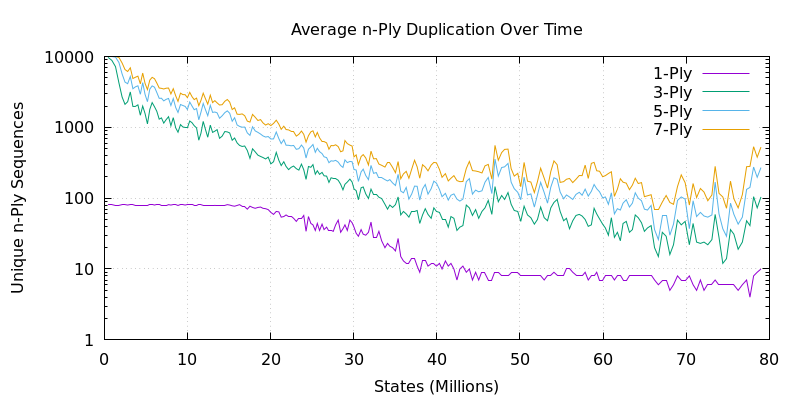 Average n-Ply Duplication Over Time
Unique n-Ply Sequences
10000
1000
100
10
1
1-Ply
3-Ply
5-Ply
7-Ply
0 10 20 30 40 50 60 70 80
States (Millions)